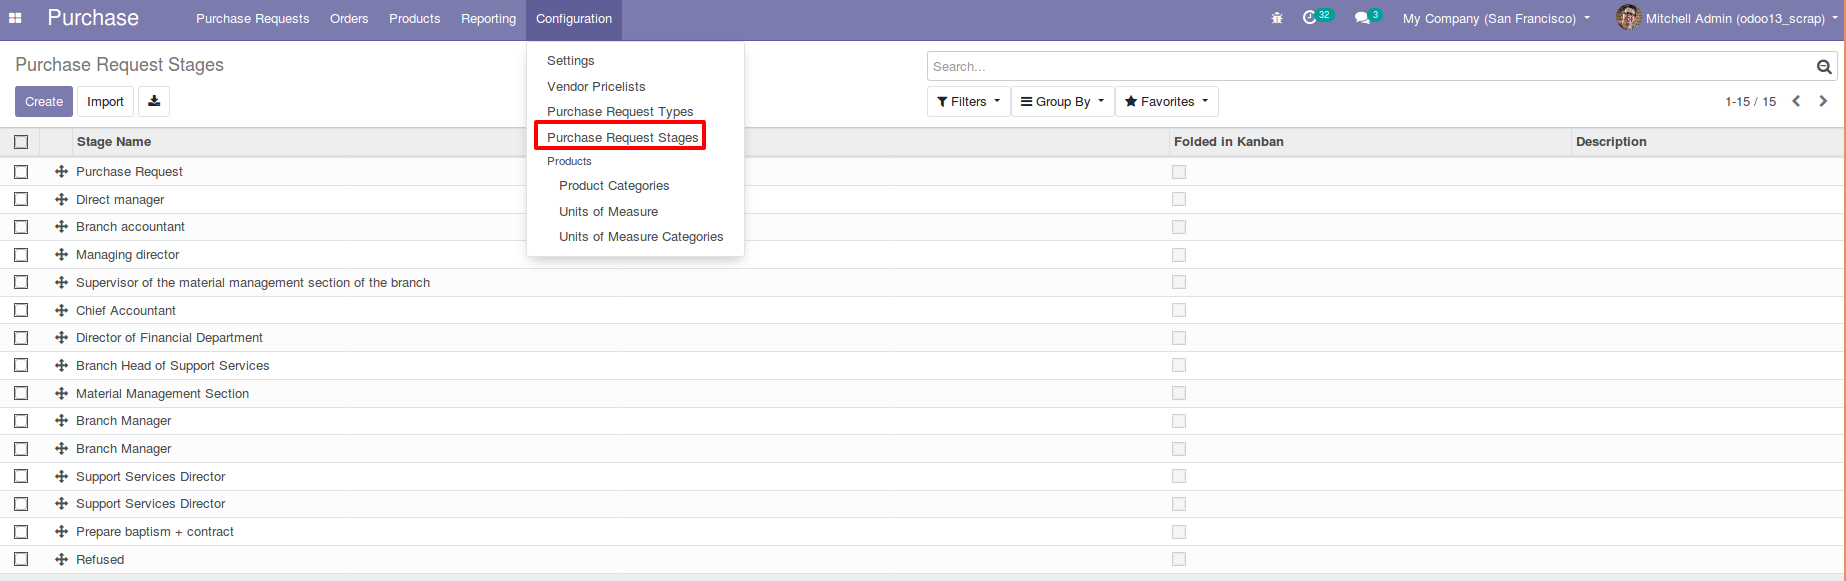 Purchase Purchase Requests Orders Products Reporting Configuration 32 3 My Company (San Francisco) Mitchell Admin (odoo13_scrap)
Purchase Request Stages
Search...
Create Import
Filters Group By Favorites 1-15 / 15
Settings
Vendor Pricelists
Purchase Request Types
Purchase Request Stages
Products
Product Categories
Units of Measure
Units of Measure Categories
Stage Name Folded in Kanban Description
Purchase Request
Direct manager
Branch accountant
Managing director
Supervisor of the material management section of the branch
Chief Accountant
Director of Financial Department
Branch Head of Support Services
Material Management Section
Branch Manager
Branch Manager
Support Services Director
Support Services Director
Prepare baptism + contract
Refused